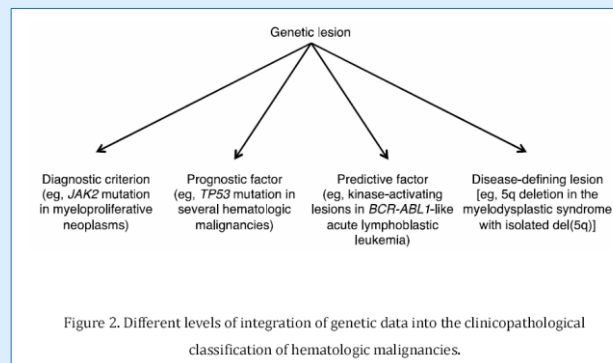 Genetic lesion
Diagnostic criterion
(eg, JAK2 mutation
in myeloproliferative
neoplasms)
Prognostic factor
(eg, TP53 mutation in
several hematologic
malignancies)
Predictive factor
(eg, kinase-activating
lesions in BCR-ABL1-like
acute lymphoblastic
leukemia)
Disease-defining lesion
[eg, 5q deletion in the
myelodysplastic syndrome
with isolated del(5q)]
Figure 2. Different levels of integration of genetic data into the clinicopathological
classification of hematologic malignancies.